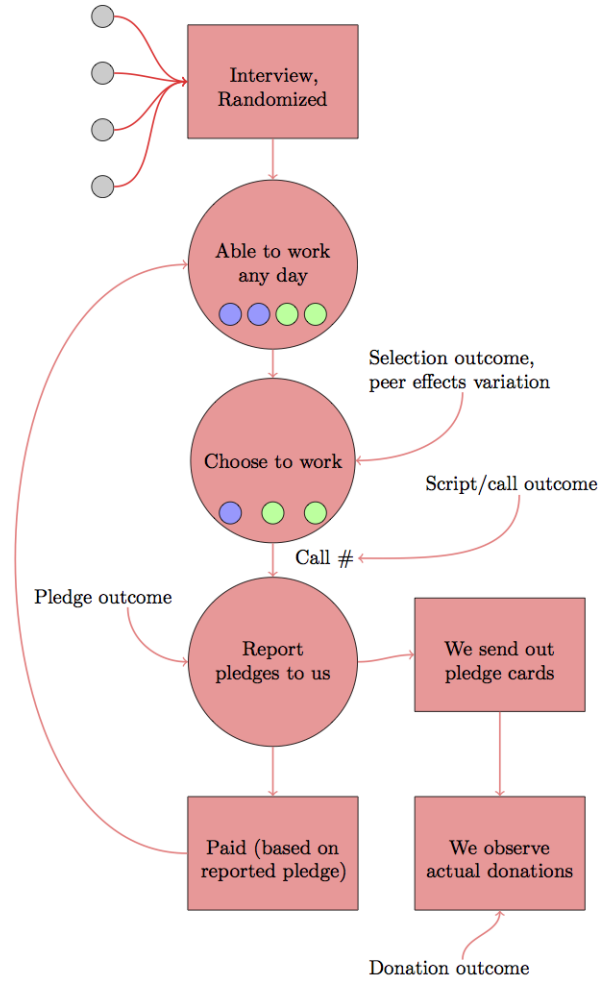 Interview,
Randomized
Able to work
any day
Selection outcome,
peer effects variation
Choose to work
Script/call outcome
Call #
Pledge outcome
Report
pledges to us
We send out
pledge cards
Paid (based on
reported pledge)
We observe
actual donations
Donation outcome